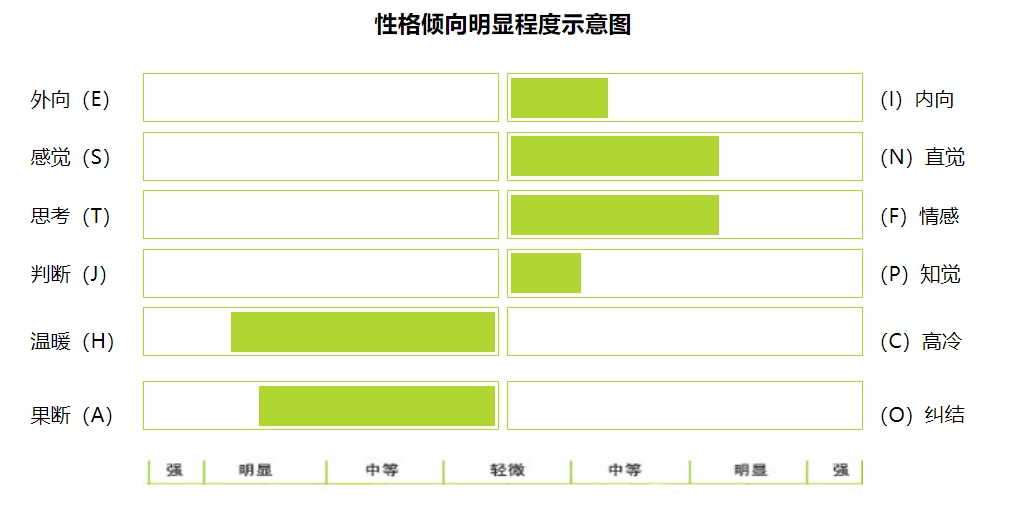 性格倾向明显程度示意图
外向（E） （I）内向
感觉（S） （N）直觉
思考（T） （F）情感
判断（J） （P）知觉
温暖（H） （C）高冷
果断（A） （O）纠结
强 明显 中等 轻微 中等 明显 强